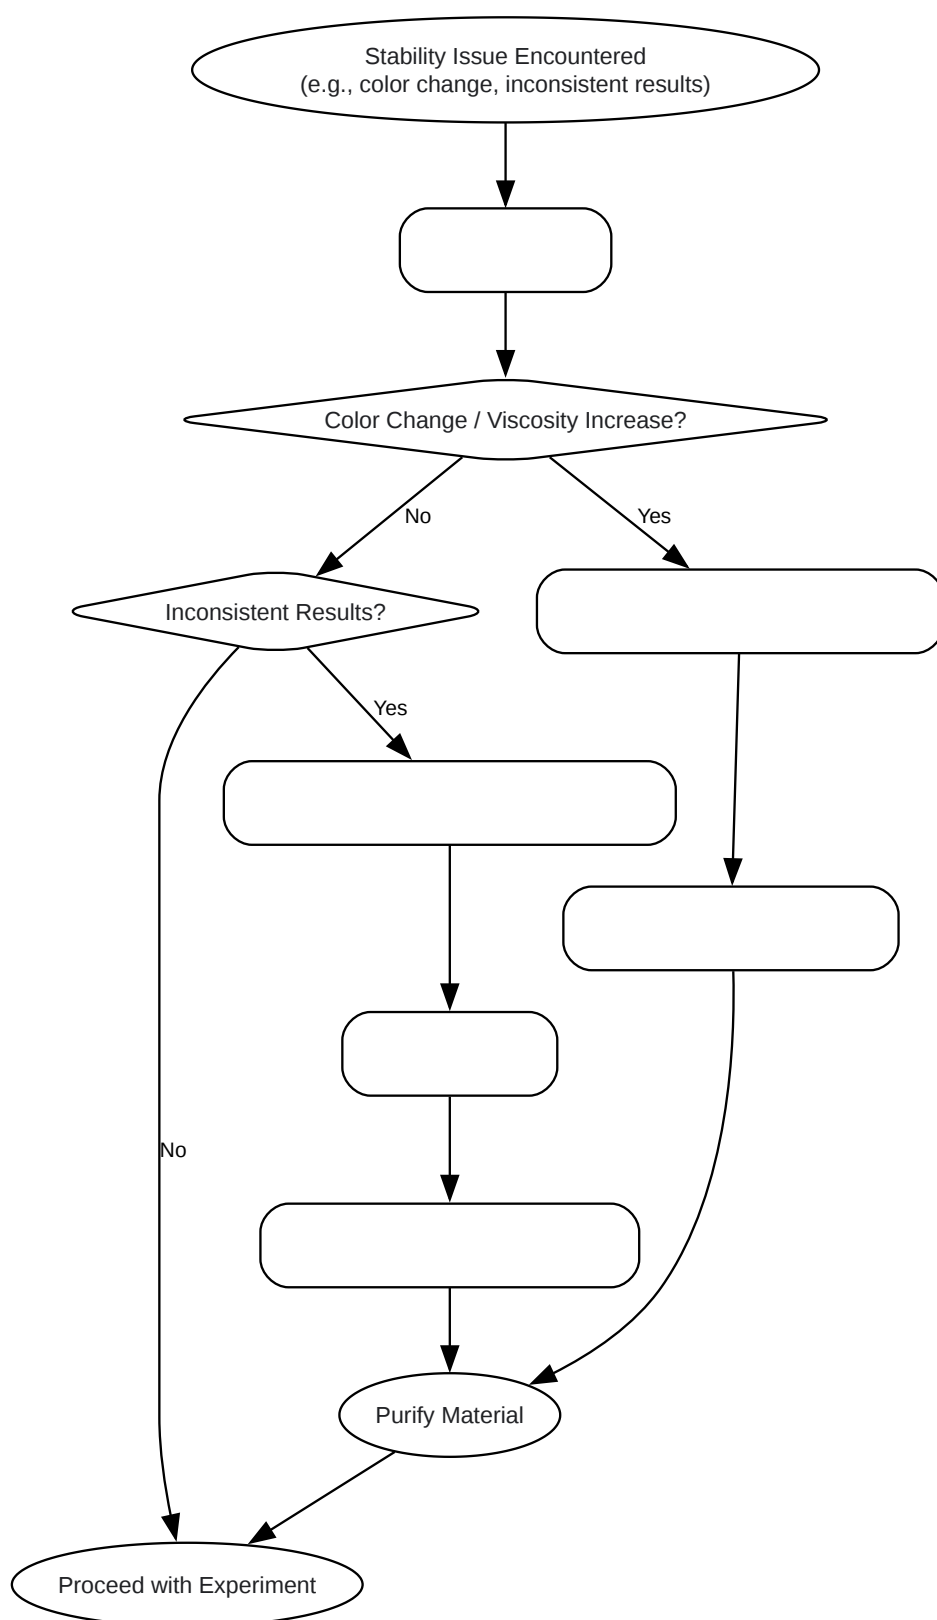 Stability Issue Encountered
(e.g., color change, inconsistent results)
Color Change / Viscosity Increase?
No
Yes
Inconsistent Results?
Yes
No
Purify Material
Proceed with Experiment